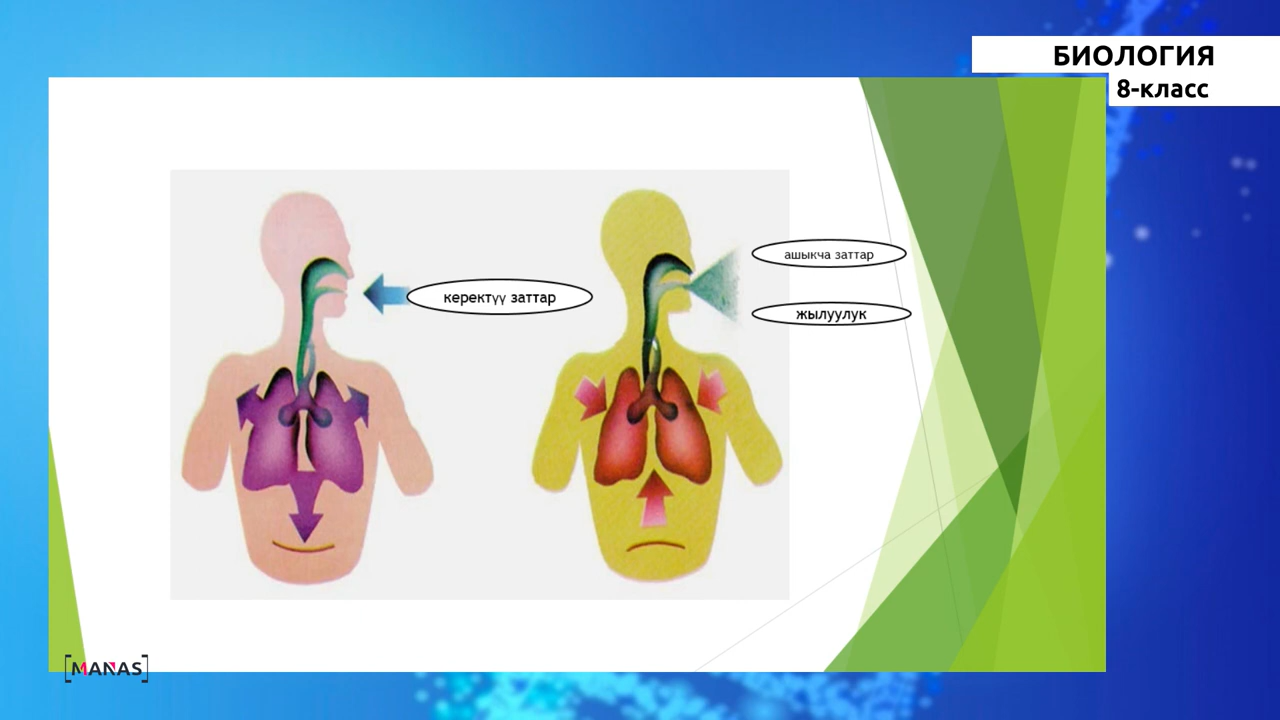 БИОЛОГИЯ
8-класс
керектүү заттар
ашыкча заттар
жылуулук
[MANAS]